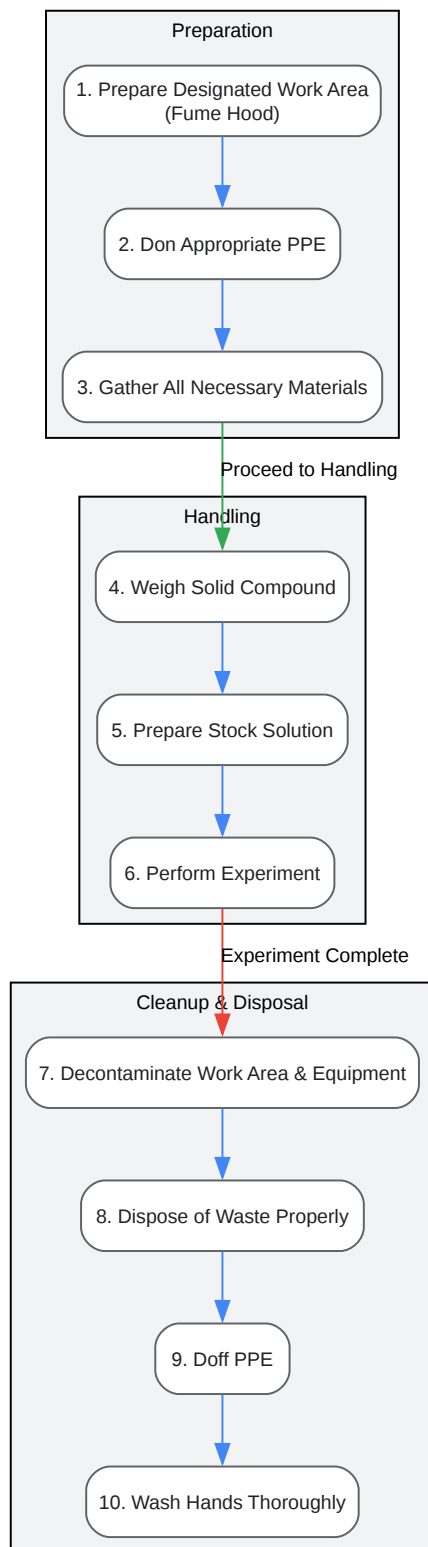 Preparation
1. Prepare Designated Work Area
(Fume Hood)
2. Don Appropriate PPE
3. Gather All Necessary Materials
Proceed to Handling
Handling
4. Weigh Solid Compound
5. Prepare Stock Solution
6. Perform Experiment
Experiment Complete
Cleanup & Disposal
7. Decontaminate Work Area & Equipment
8. Dispose of Waste Properly
9. Doff PPE
10. Wash Hands Thoroughly